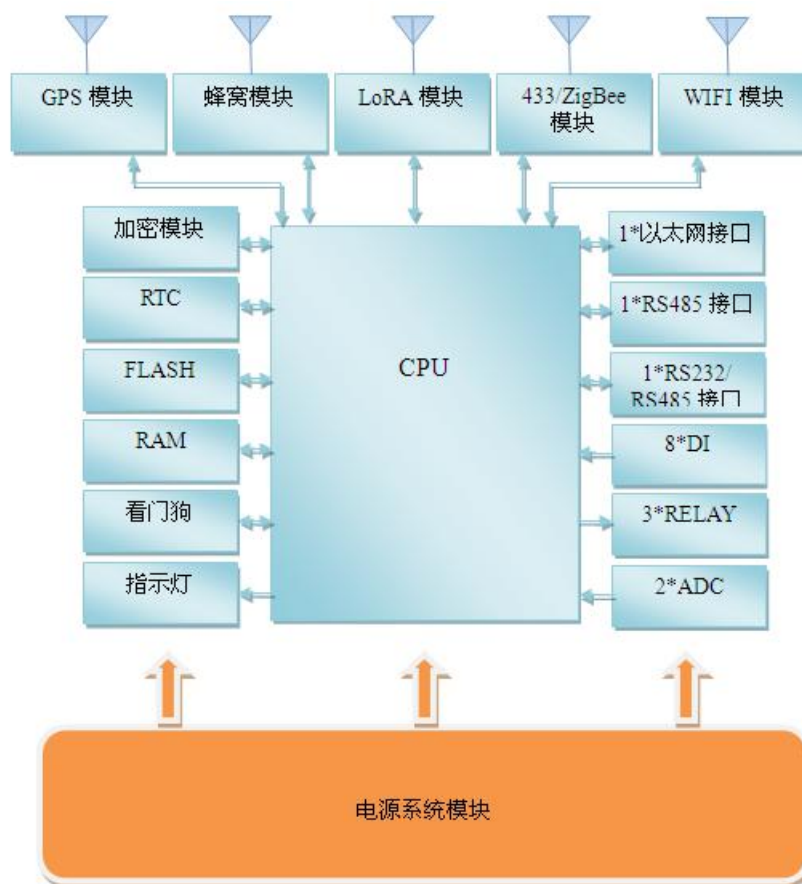 GPS 模块
蜂窝模块
LoRA 模块
433/ZigBee
模块
WIFI 模块
加密模块
RTC
FLASH
RAM
看门狗
指示灯
CPU
1*以太网接口
1*RS485 接口
1*RS232/
RS485 接口
8*DI
3*RELAY
2*ADC
电源系统模块